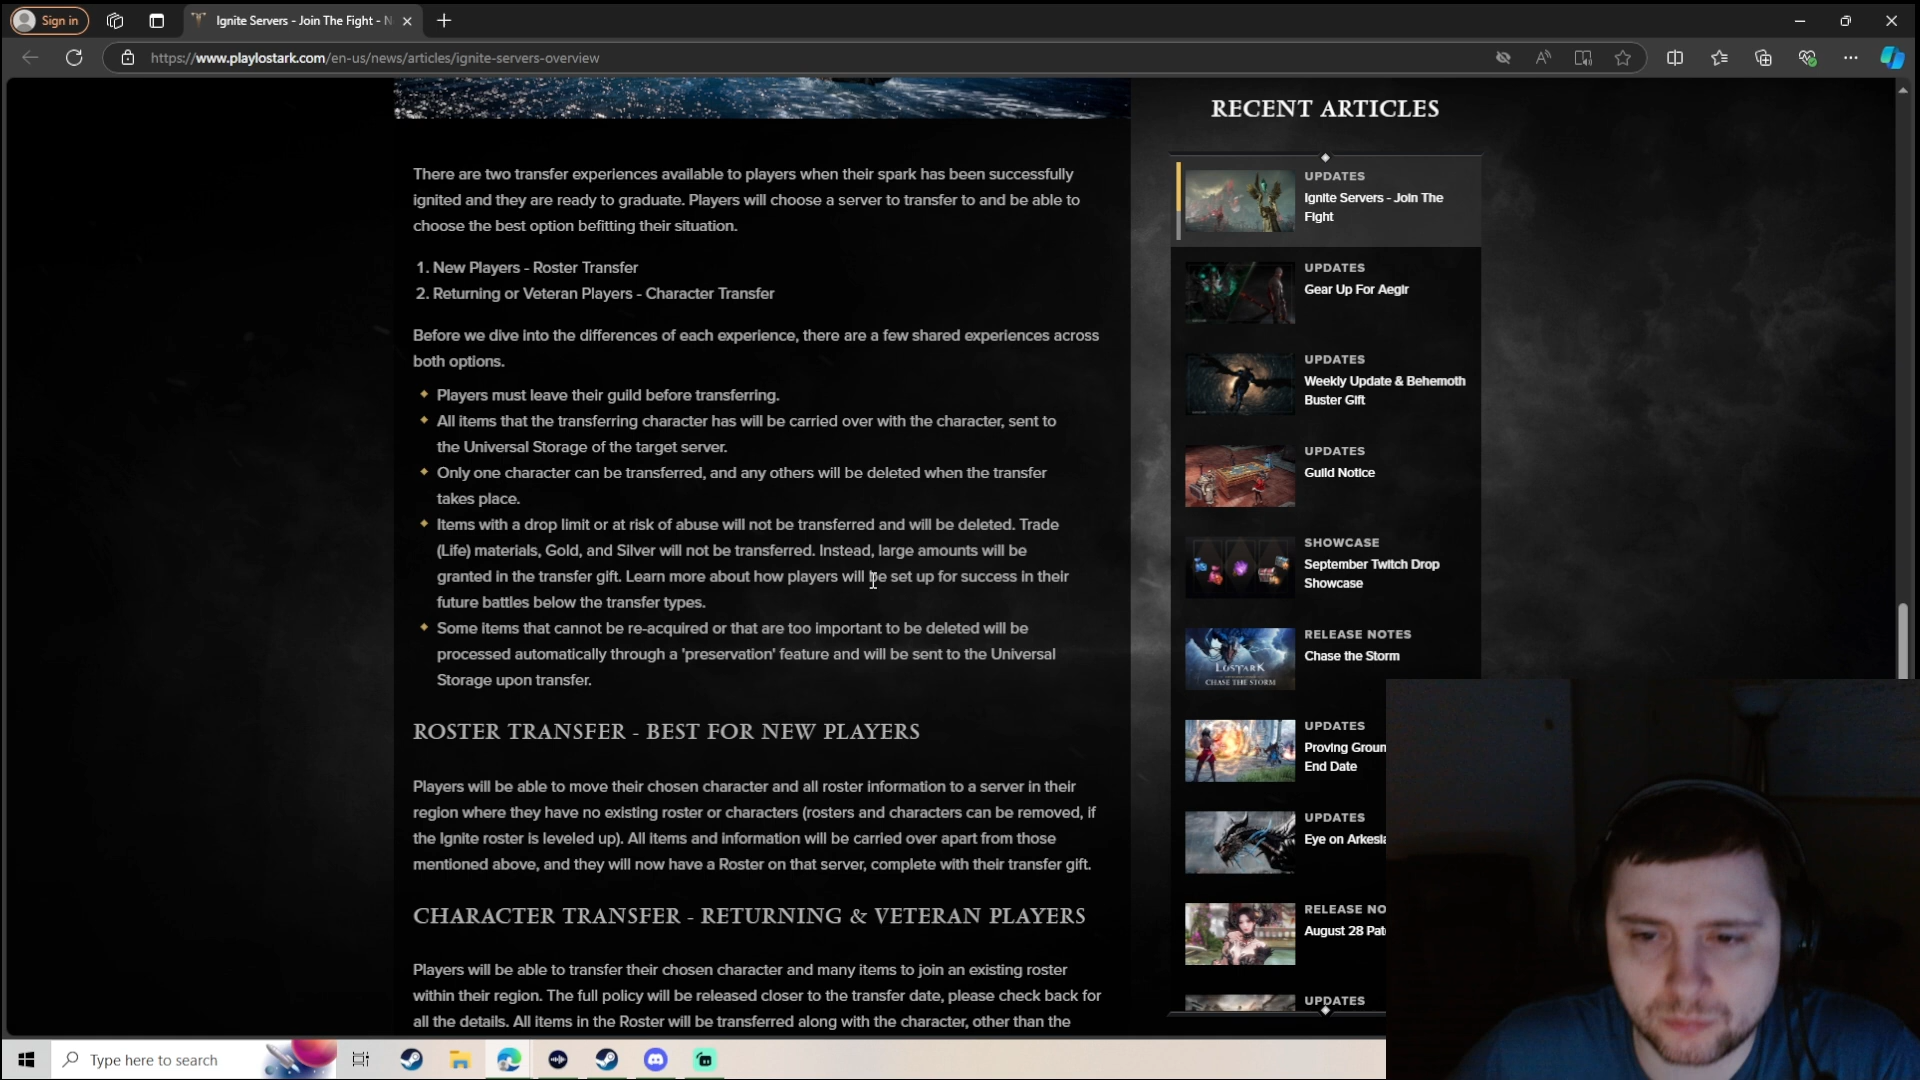 Sign in
Ignite Servers - Join The Fight - N
https://www.playlostark.com/en-us/news/articles/ignite-servers-overview
There are two transfer experiences available to players when their spark has been successfully
ignited and they are ready to graduate. Players will choose a server to transfer to and be able to
choose the best option befitting their situation.
1. New Players - Roster Transfer
2. Returning or Veteran Players - Character Transfer
Before we dive into the differences of each experience, there are a few shared experiences across
both options.
Players must leave their guild before transferring.
All items that the transferring character has will be carried over with the character, sent to
the Universal Storage of the target server.
Only one character can be transferred, and any others will be deleted when the transfer
takes place.
Items with a drop limit or at risk of abuse will not be transferred and will be deleted. Trade
(Life) materials, Gold, and Silver will not be transferred. Instead, large amounts will be
granted in the transfer gift. Learn more about how players will be set up for success in their
future battles below the transfer types.
Some items that cannot be re-acquired or that are too important to be deleted will be
processed automatically through a 'preservation' feature and will be sent to the Universal
Storage upon transfer.
ROSTER TRANSFER - BEST FOR NEW PLAYERS
Players will be able to move their chosen character and all roster information to a server in their
region where they have no existing roster or characters (rosters and characters can be removed, if
the Ignite roster is leveled up). All items and information will be carried over apart from those
mentioned above, and they will now have a Roster on that server, complete with their transfer gift.
CHARACTER TRANSFER - RETURNING & VETERAN PLAYERS
Players will be able to transfer their chosen character and many items to join an existing roster
within their region. The full policy will be released closer to the transfer date, please check back for
all the details. All items in the Roster will be transferred along with the character, other than the
RECENT ARTICLES
UPDATES
Ignite Servers - Join The
Fight
UPDATES
Gear Up For Aegir
UPDATES
Weekly Update & Behemoth
Buster Gift
UPDATES
Guild Notice
SHOWCASE
September Twitch Drop
Showcase
RELEASE NOTES
Chase the Storm
LOST ARK
CHASE THE STORM
UPDATES
Proving Groun
End Date
UPDATES
Eye on Arkesia
RELEASE NO
August 28 Pat
UPDATES
Type here to search